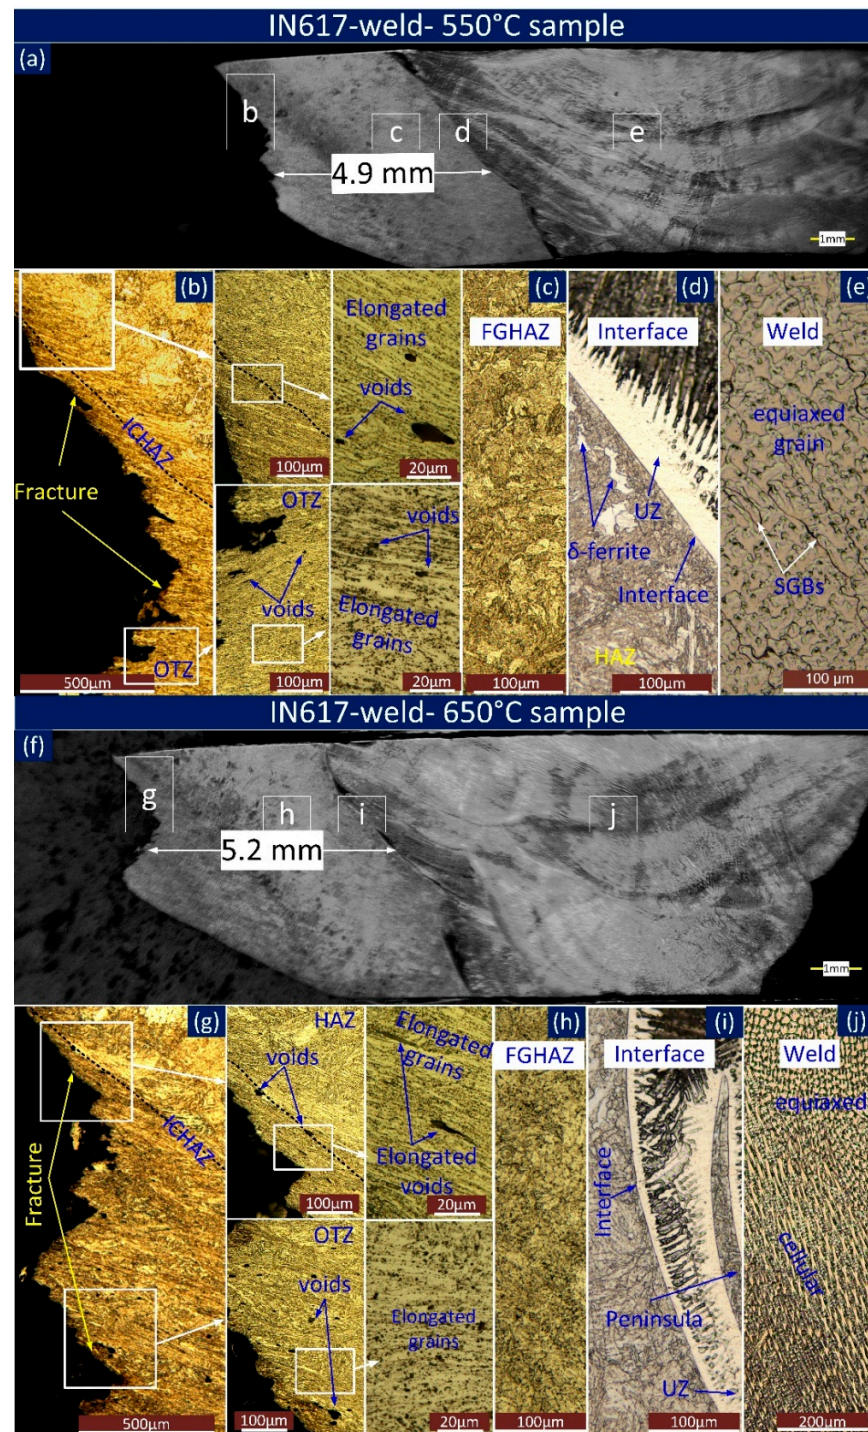 IN617-weld- 550°C sample
(a)
b
c
d
e
4.9 mm
1mm
(b)
ICHAZ
Fracture
OTZ
500µm
100µm
Elongated
grains
voids
20µm
OTZ
voids
100µm
voids
Elongated
grains
20µm
(c)
FGHAZ
100µm
(d)
Interface
UZ
δ-ferrite
Interface
HAZ
100µm
(e)
Weld
equiaxed
grain
SGBs
100 µm
IN617-weld- 650°C sample
(f)
g
h
i
j
5.2 mm
1mm
(g)
ICHAZ
Fracture
500µm
HAZ
voids
100µm
Elongated
grains
Elongated
voids
20µm
OTZ
voids
100µm
Elongated
grains
20µm
(h)
FGHAZ
100µm
(i)
Interface
Interface
Peninsula
UZ
100µm
(j)
Weld
equiaxed
cellular
200µm